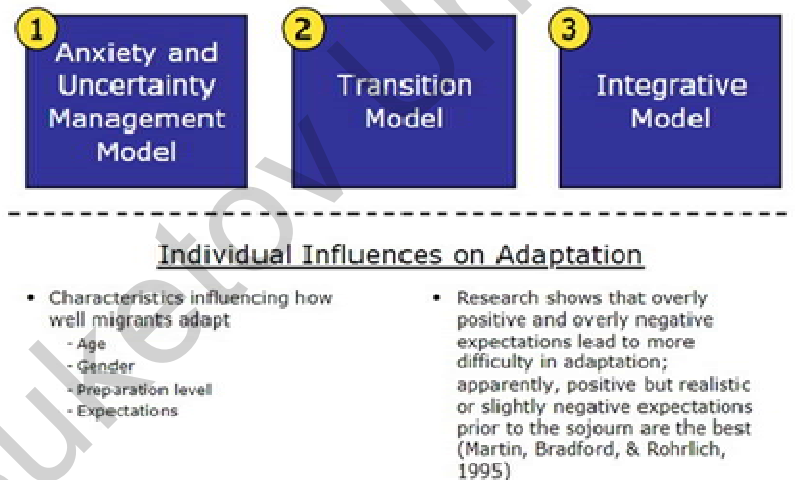 1
Anxiety and
Uncertainty
Management
Model
2
Transition
Model
3
Integrative
Model
Individual Influences on Adaptation
• Characteristics influencing how
well migrants adapt
- Age
- Gender
- Preparation level
- Expectations
• Research shows that overly
positive and overly negative
expectations lead to more
difficulty in adaptation;
apparently, positive but realistic
or slightly negative expectations
prior to the sojourn are the best
(Martin, Bradford, & Rohrlich,
1995)